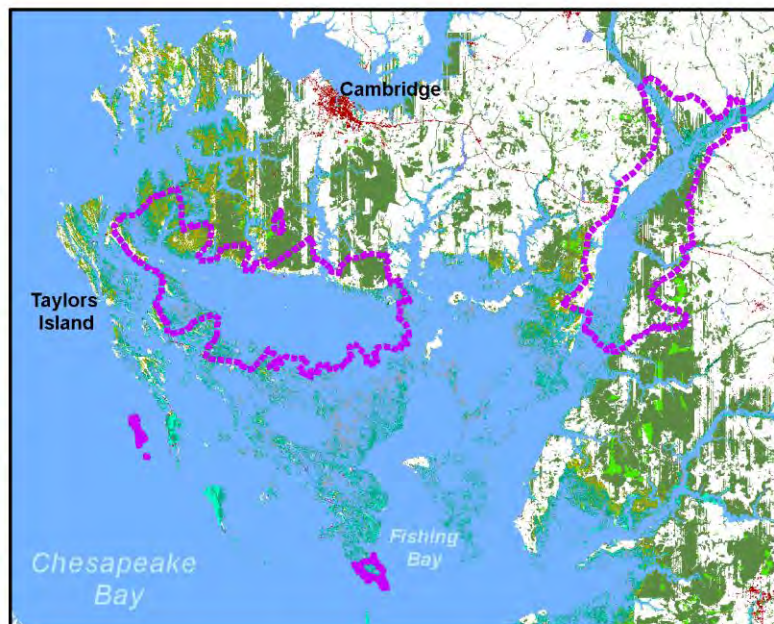 Cambridge
Taylors
Island
Fishing
Bay
Chesapeake
Bay